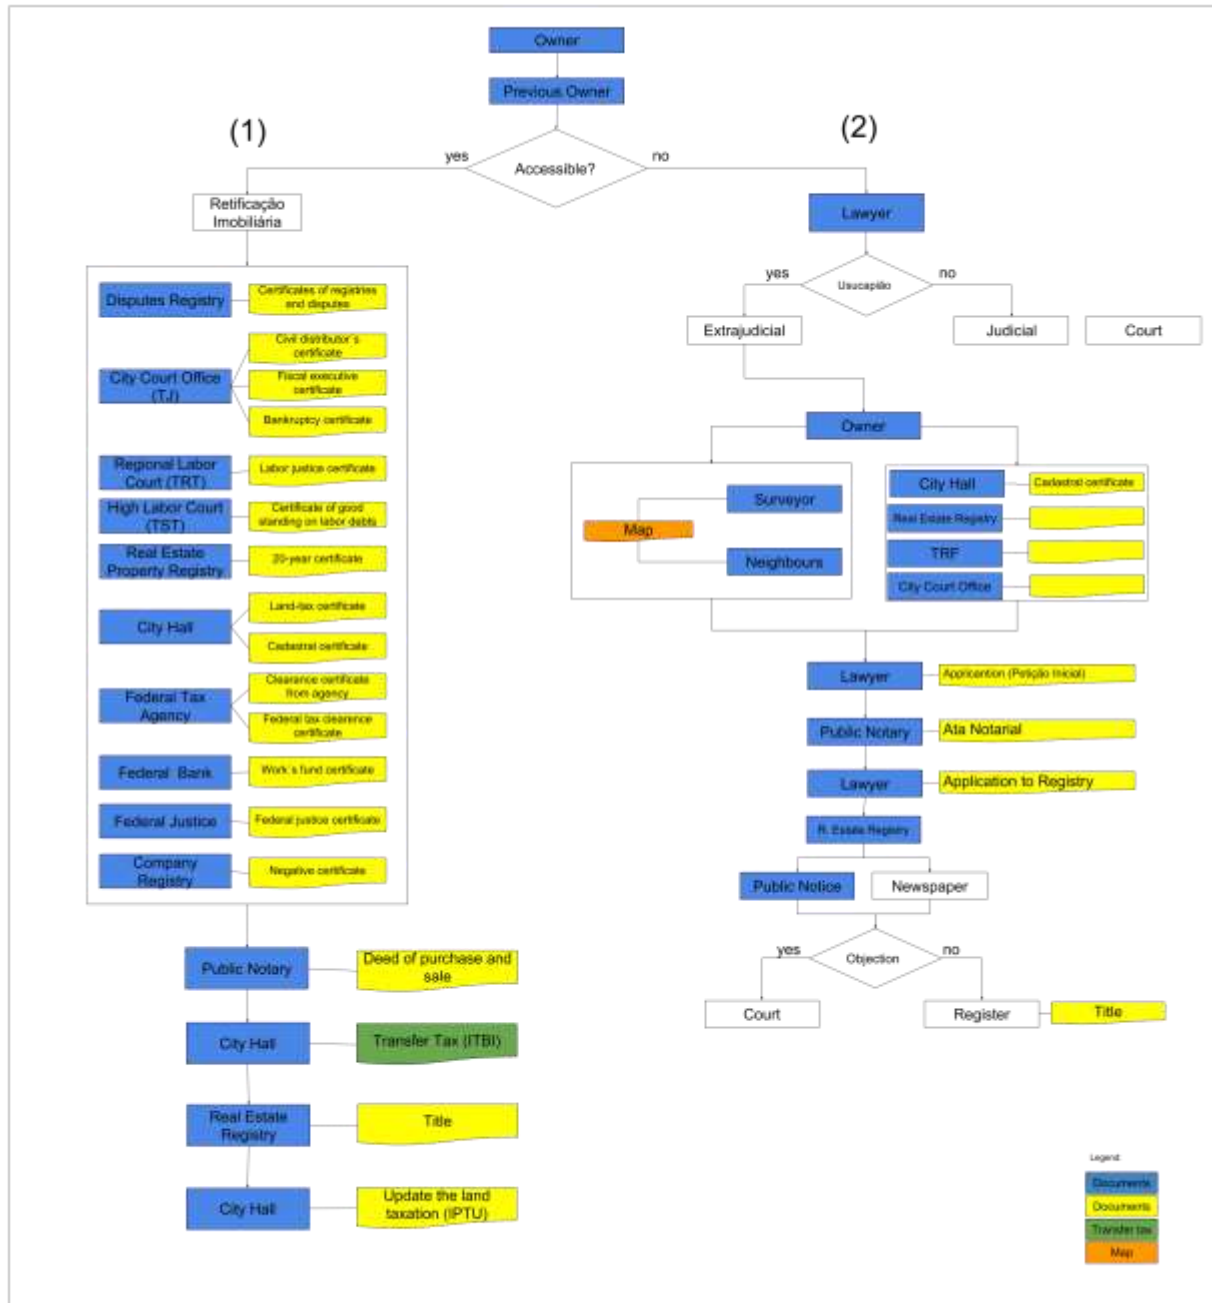 Owner
Previous Owner
(1)
(2)
yes
Accessible?
no
Retificação
Imobiliária
Lawyer
Disputes Registry
Certificates of registries
and disputes
City Court Office
(TJ)
Civil distributor´s
certificate
Fiscal executive
certificate
Bankruptcy certificate
Regional Labor
Court (TRT)
Labor justice certificate
High Labor Court
(TST)
Certificate of good
standing on labor debts
Real Estate
Property Registry
20-year certificate
City Hall
Land-tax certificate
Cadastral certificate
Federal Tax
Agency
Clearance certificate
from agency
Federal tax clearence
certificate
Federal Bank
Work´s fund certificate
Federal Justice
Federal justice certificate
Company
Registry
Negative certificate
Public Notary
Deed of purchase and
sale
City Hall
Transfer Tax (ITBI)
Real Estate
Registry
Title
City Hall
Update the land
taxation (IPTU)
yes
Usucapião
no
Extrajudicial
Judicial
Court
Owner
Map
Surveyor
Neighbours
City Hall
Cadastral certificate
Real Estate Registry
TRF
City Court Office
Lawyer
Applicantion (Petição Inicial)
Public Notary
Ata Notarial
Lawyer
Application to Registry
R. Estate Registry
Public Notice
Newspaper
yes
Objection
no
Court
Register
Title
Legend:
Documents
Documents
Transfer tax
Map